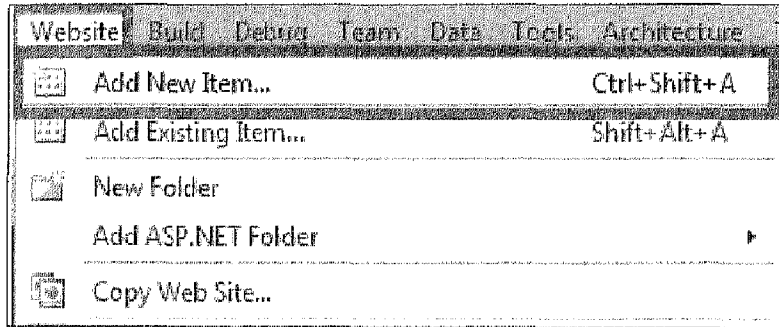 Website Build Debug Team Data Tools Architecture
Add New Item... Ctrl+Shift+A
Add Existing Item... Shift+Alt+A
New Folder
Add ASP.NET Folder
Copy Web Site...